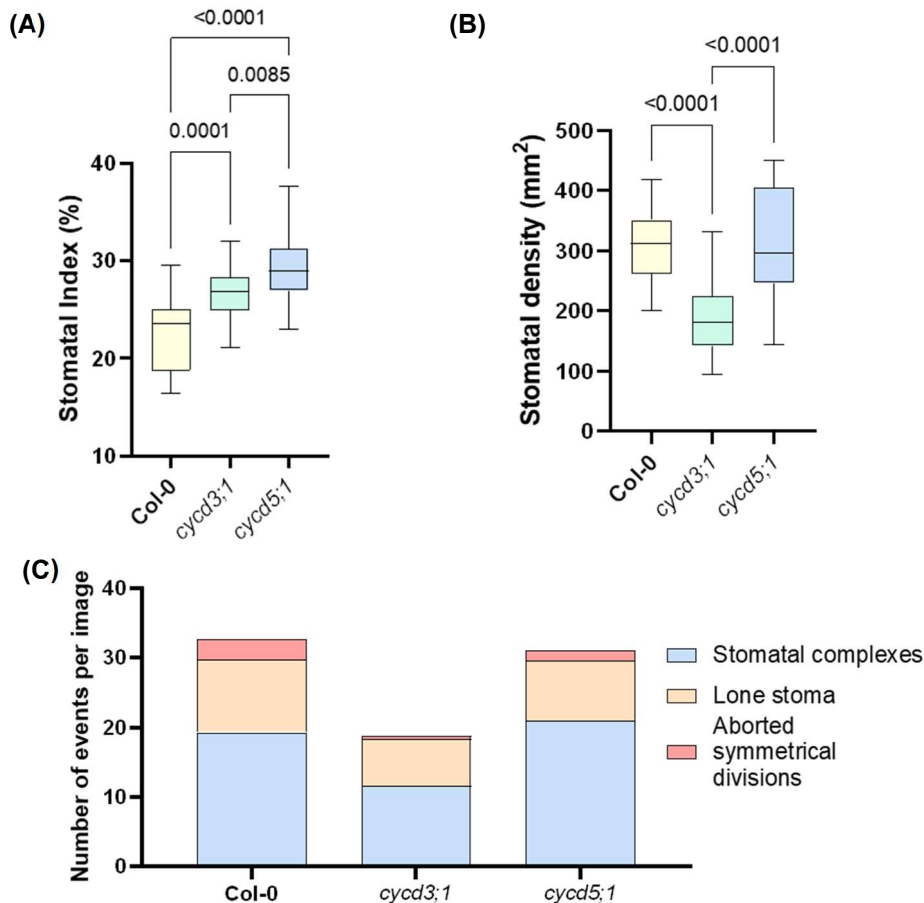 (A)
<0.0001
0.0085
0.0001
Stomatal Index (%)
40
30
20
10
Col-0
cycd3;1
cycd5;1
(B)
<0.0001
<0.0001
Stomatal density (mm²)
500
400
300
200
100
0
Col-0
cycd3;1
cycd5;1
(C)
Number of events per image
40
30
20
10
0
Col-0
cycd3;1
cycd5;1
Stomatal complexes
Lone stoma
Aborted
symmetrical
divisions